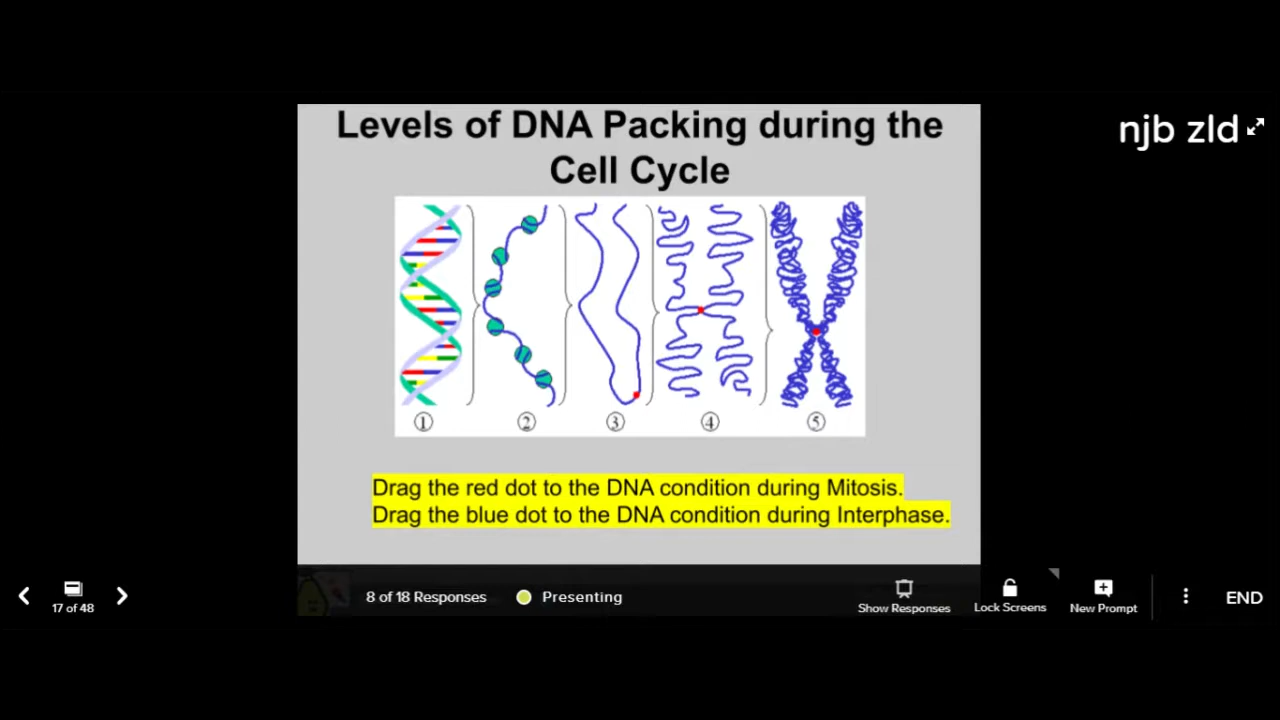 Levels of DNA Packing during the
Cell Cycle
njb zld
① ② ③ ④ ⑤
Drag the red dot to the DNA condition during Mitosis.
Drag the blue dot to the DNA condition during Interphase.
17 of 48
8 of 18 Responses
Presenting
Show Responses
Lock Screens
New Prompt
END